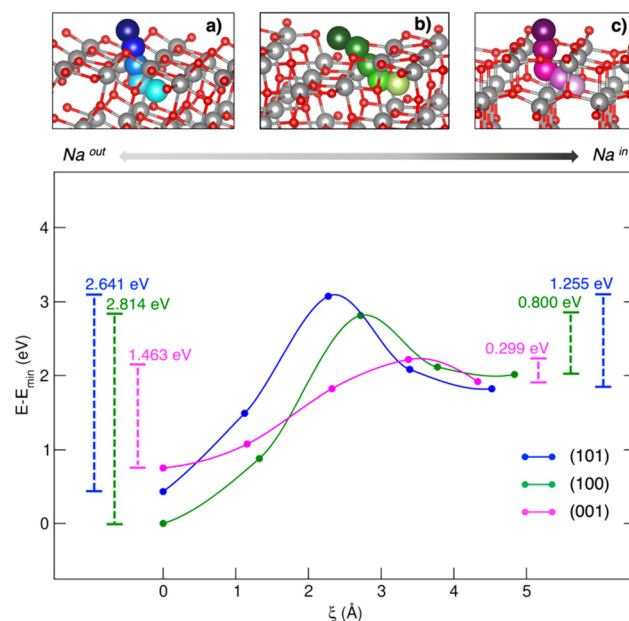 a)
b)
c)
Na out
Na in
E-Emin (eV)
4
3
2
1
0
2.641 eV
2.814 eV
1.463 eV
1.255 eV
0.800 eV
0.299 eV
(101)
(100)
(001)
0 1 2 3 4 5
ξ (Å)